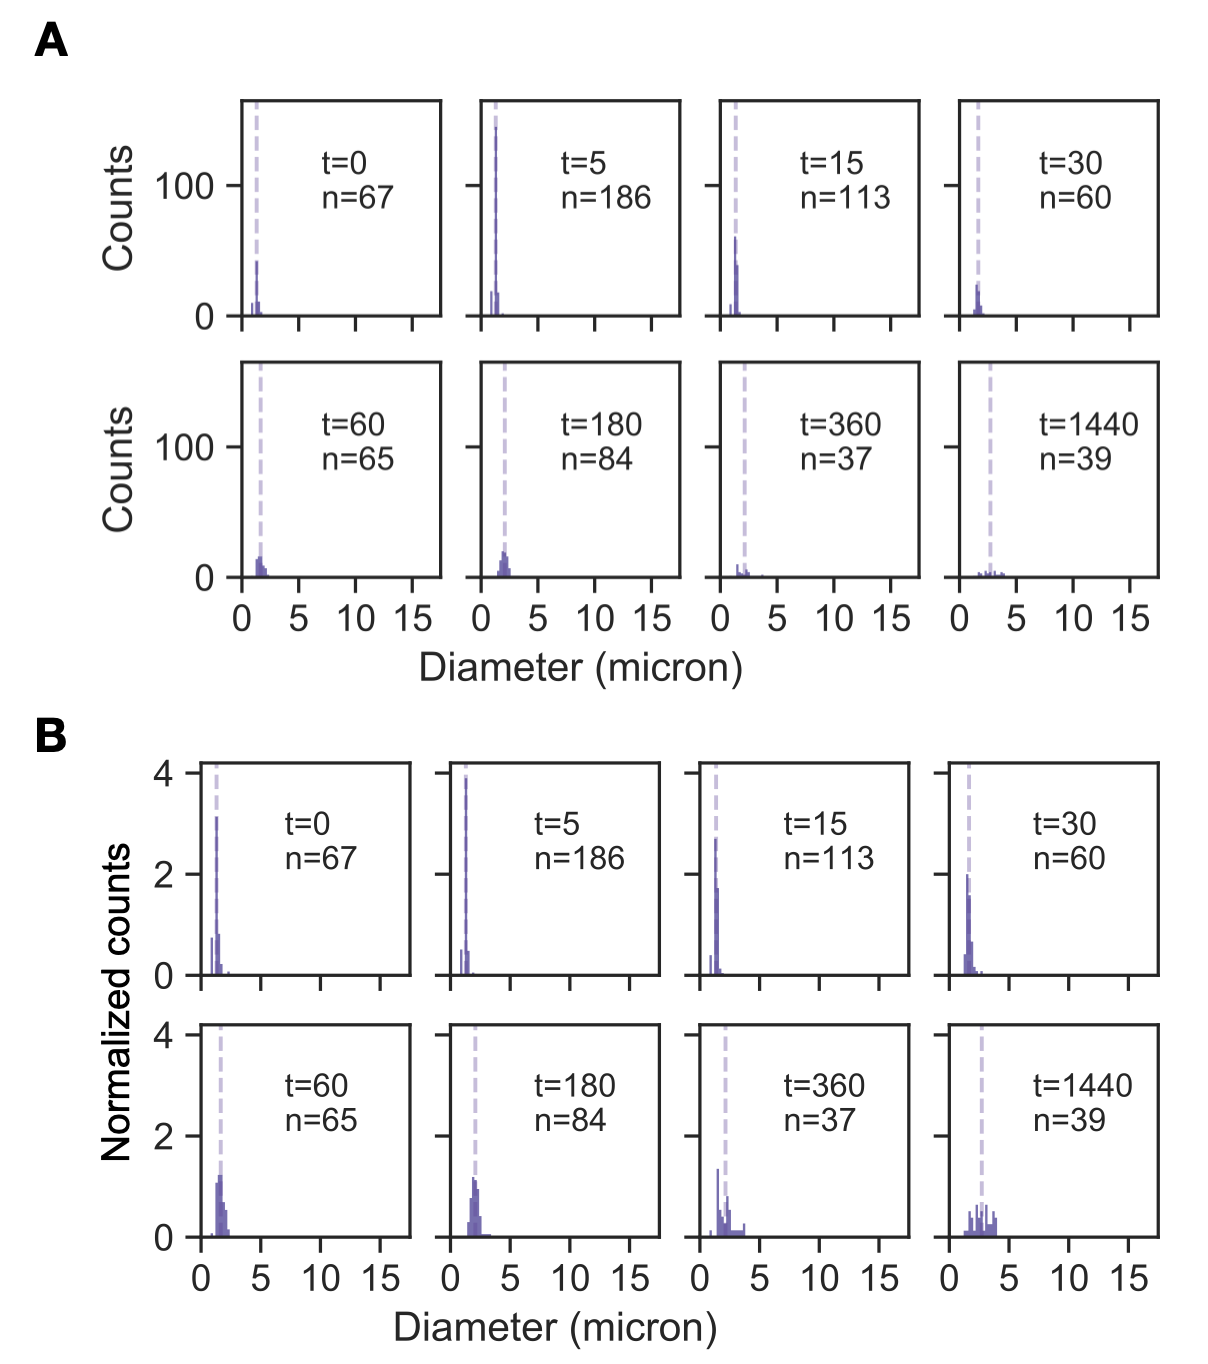 A
Counts
100
0
t=0
n=67
t=5
n=186
t=15
n=113
t=30
n=60
Counts
100
0
t=60
n=65
t=180
n=84
t=360
n=37
t=1440
n=39
0 5 10 15 0 5 10 15 0 5 10 15 0 5 10 15
Diameter (micron)
B
Normalized counts
4
2
0
t=0
n=67
t=5
n=186
t=15
n=113
t=30
n=60
4
2
0
t=60
n=65
t=180
n=84
t=360
n=37
t=1440
n=39
0 5 10 15 0 5 10 15 0 5 10 15 0 5 10 15
Diameter (micron)